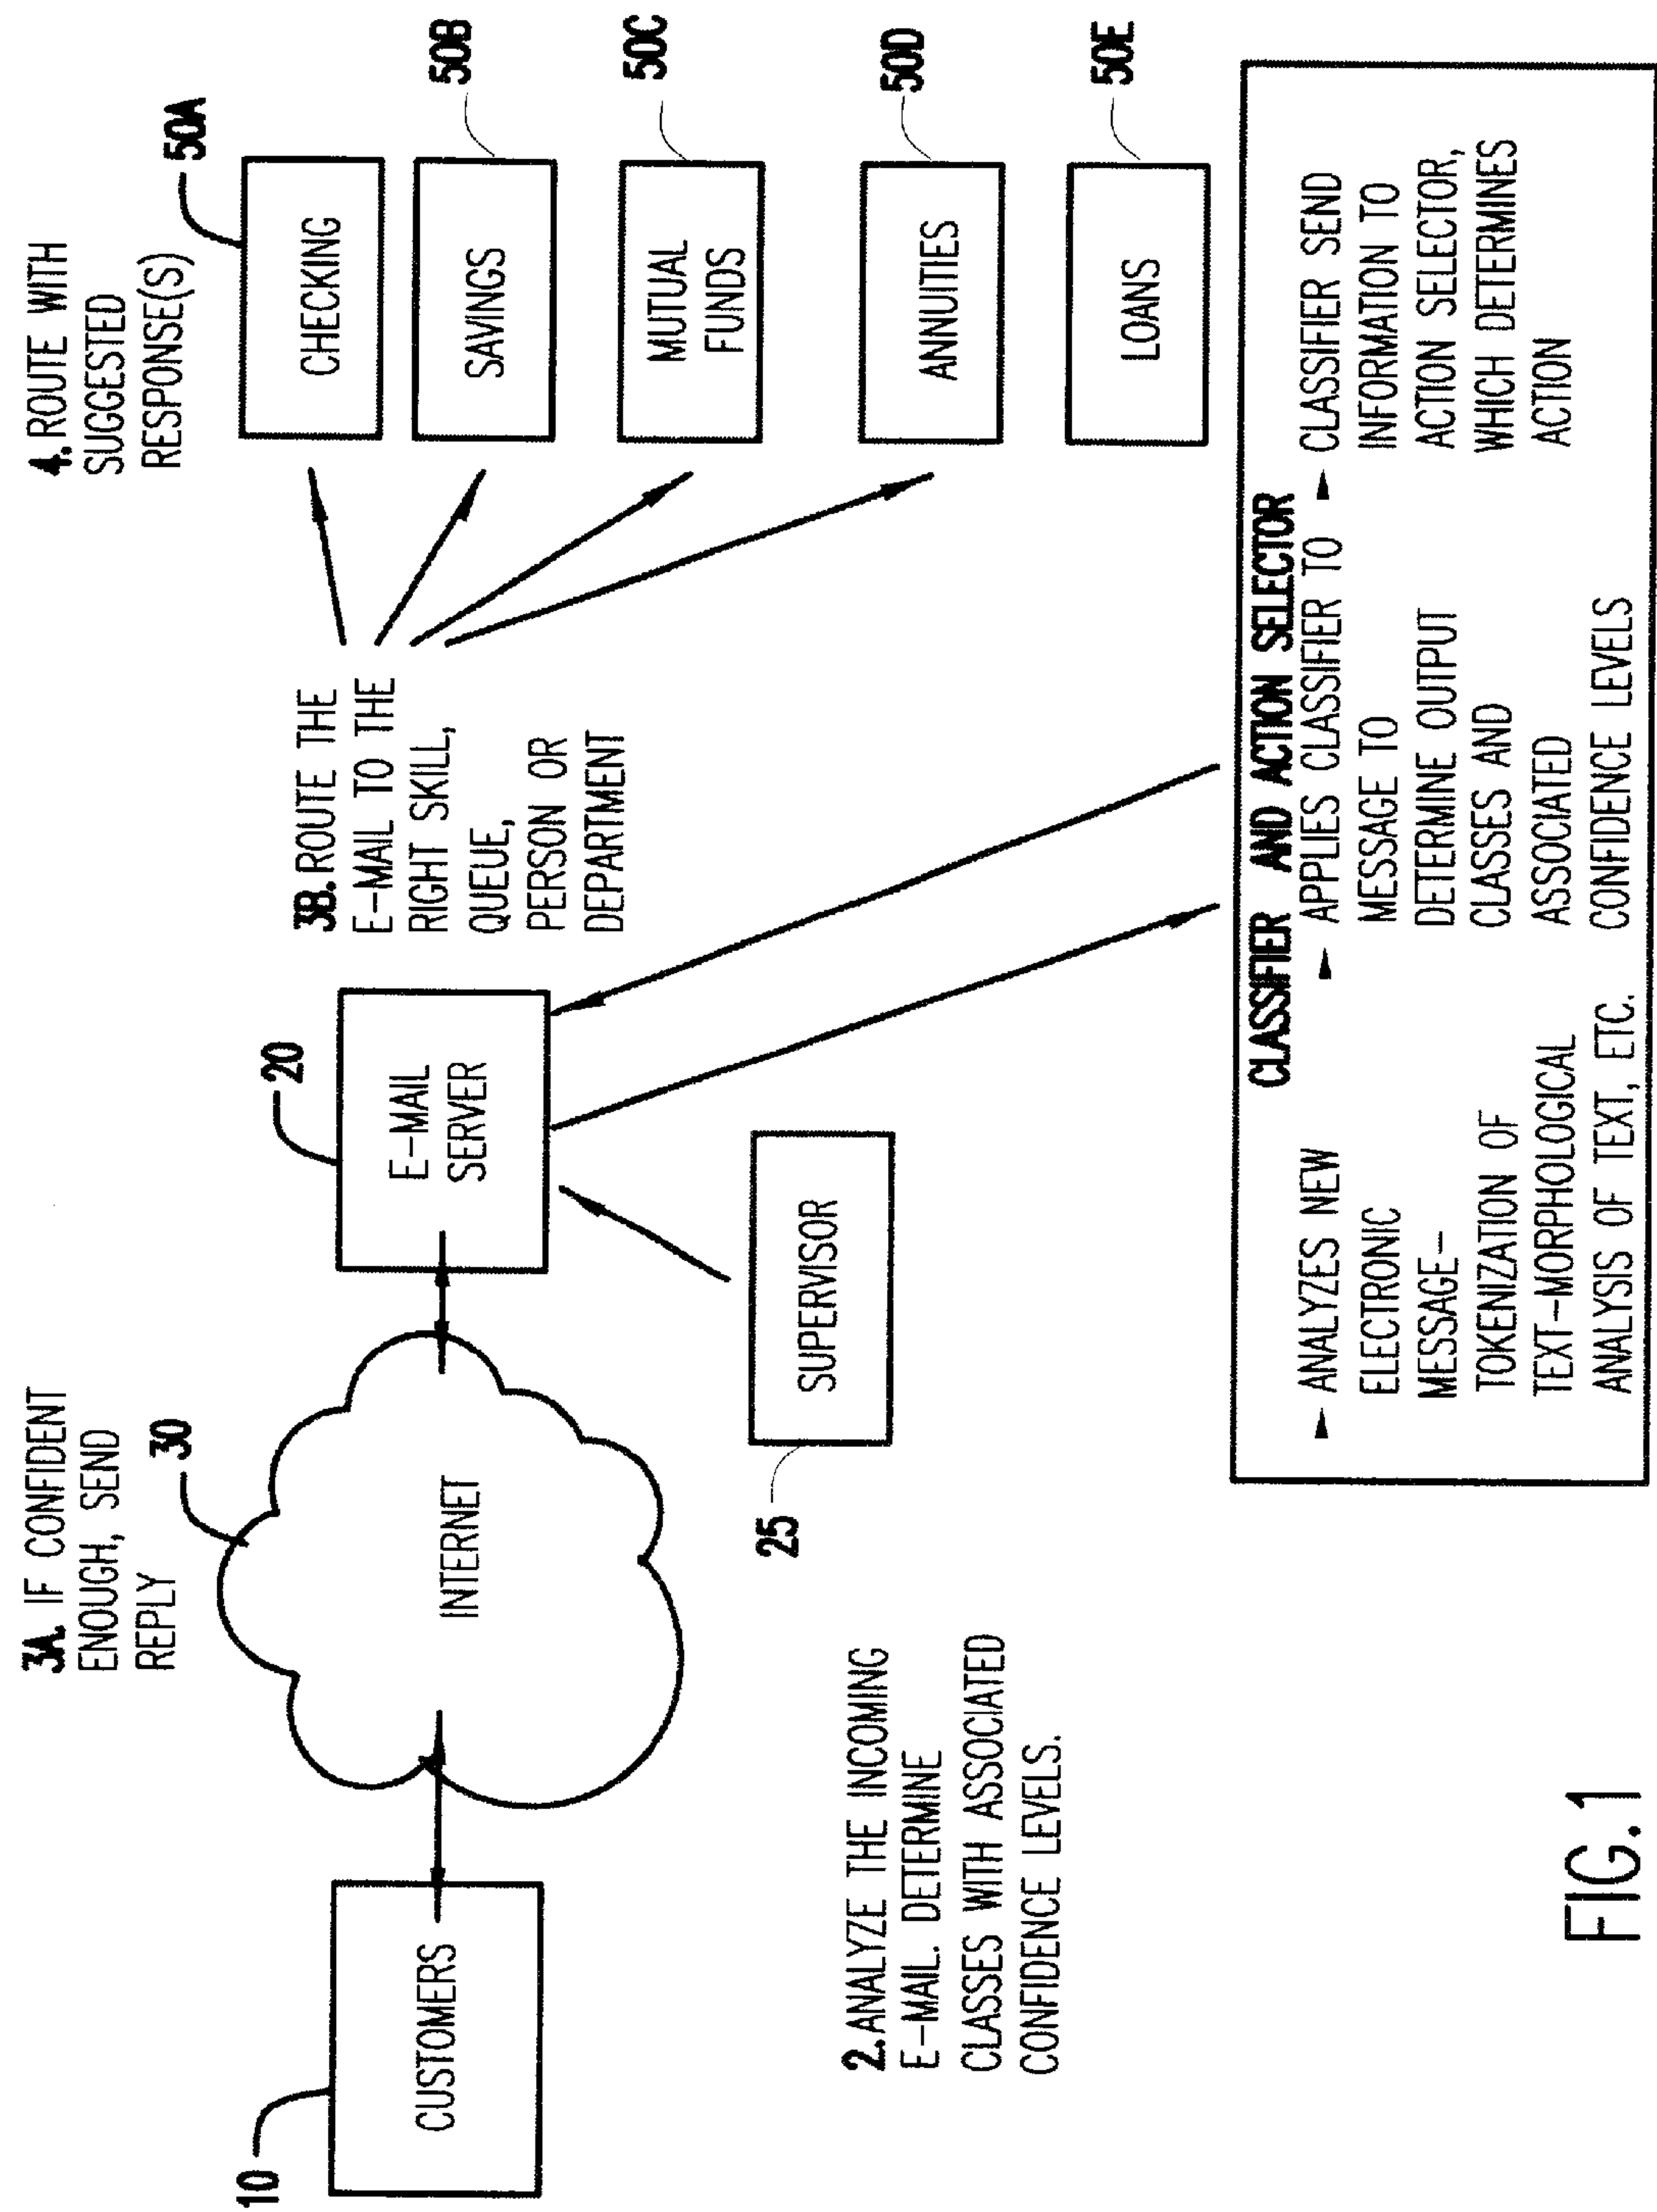 3A. IF CONFIDENT
ENOUGH, SEND
REPLY
4. ROUTE WITH
SUGGESTED
RESPONSE(S)
10
CUSTOMERS
30
INTERNET
20
E-MAIL
SERVER
25
SUPERVISOR
3B. ROUTE THE
E-MAIL TO THE
RIGHT SKILL,
QUEUE,
PERSON OR
DEPARTMENT
50A
CHECKING
50B
SAVINGS
50C
MUTUAL
FUNDS
50D
ANNUITIES
50E
LOANS
2. ANALYZE THE INCOMING
E-MAIL. DETERMINE
CLASSES WITH ASSOCIATED
CONFIDENCE LEVELS.
CLASSIFIER AND ACTION SELECTOR
► ANALYZES NEW
ELECTRONIC
MESSAGE-
TOKENIZATION OF
TEXT-MORPHOLOGICAL
ANALYSIS OF TEXT, ETC.
► APPLIES CLASSIFIER TO
MESSAGE TO
DETERMINE OUTPUT
CLASSES AND
ASSOCIATED
CONFIDENCE LEVELS
► CLASSIFIER SEND
INFORMATION TO
ACTION SELECTOR,
WHICH DETERMINES
ACTION
FIG.1